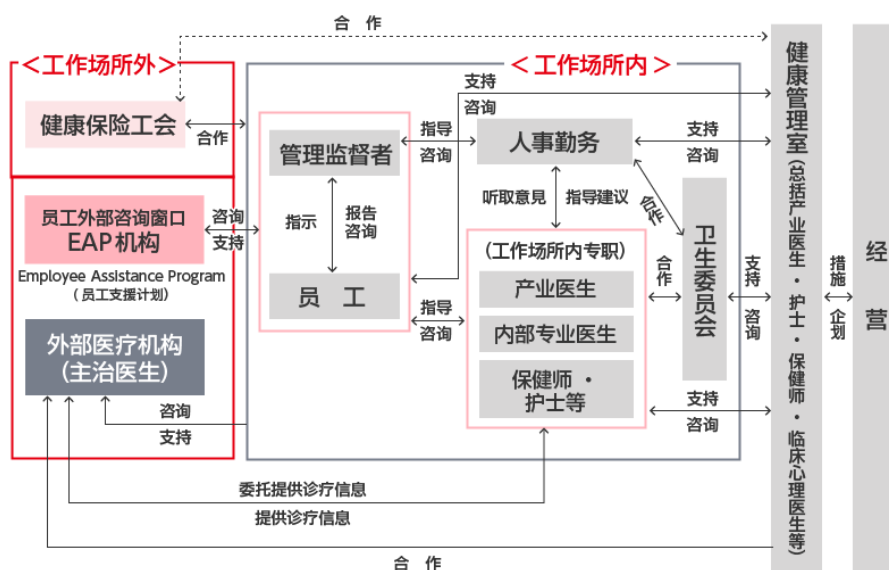 合 作
＜工作场所外＞
＜工作场所内＞
健康保险工会
合作
支持
咨询
管理监督者
指导
咨询
人事勤务
支持
咨询
员工外部咨询窗口
EAP机构
Employee Assistance Program
（员工支援计划）
咨询
支持
指示
报告
咨询
听取意見
指导建议
合作
员 工
指导
咨询
（工作场所内专职）
产业医生
内部专业医生
保健师・
护士等
合作
卫生委员会
支持
咨询
支持
咨询
外部医疗机构
（主治医生）
咨询
支持
委托提供诊疗信息
提供诊疗信息
合 作
健康管理室（总括产业医生・护士・保健师・临床心理医生等）
措施
企划
经营